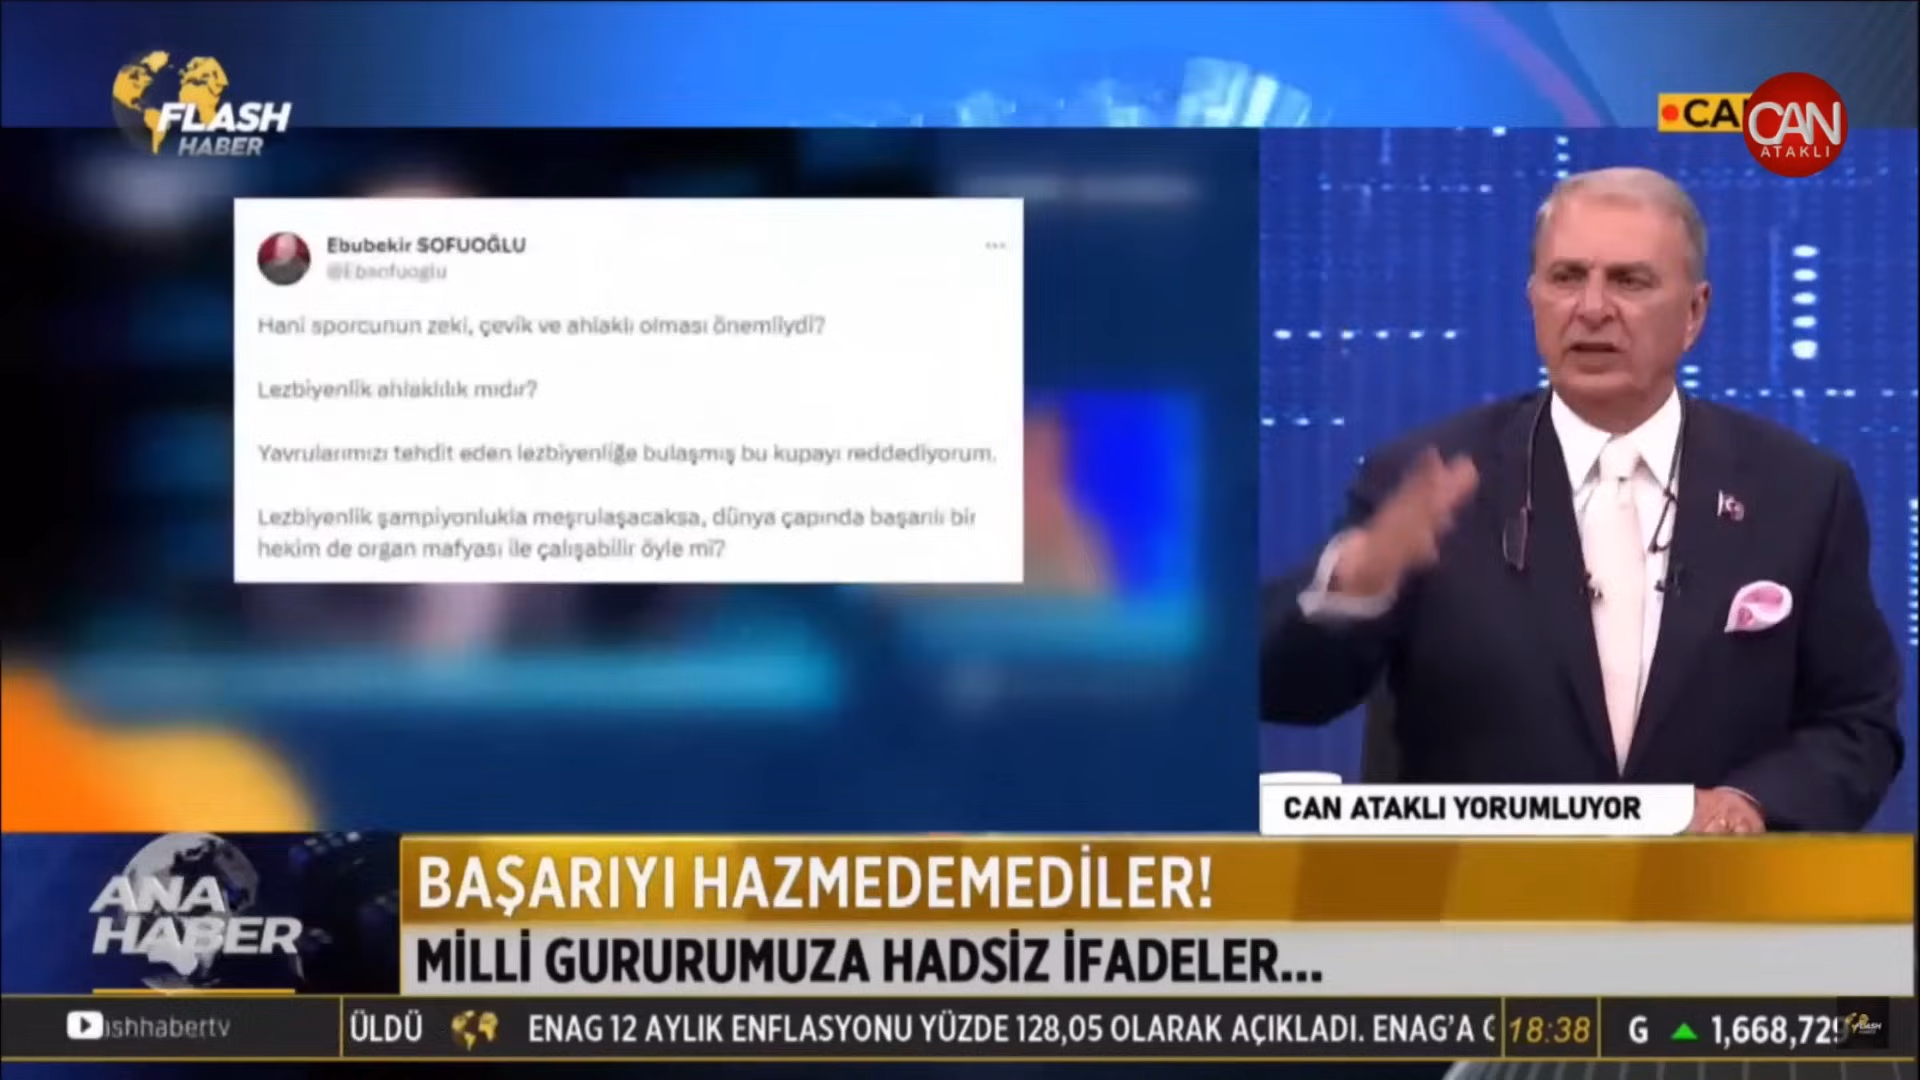 FLASH
HABER
CA
CAN
ATAKLI
Ebubekir SOFUOĞLU
Hani sporcunun zeki, çevik ve ahlaklı olması önemliydi?
Lezbiyenlik ahlaklılık mıdır?
Yavrularımızı tehdit eden lezbiyenliğe bulaşmış bu kupayı reddediyorum.
Lezbiyenlik şampiyonlukla meşrulaşacaksa, dünya çapında başarılı bir
hekim de organ mafyası ile çalışabilir öyle mi?
CAN ATAKLI YORUMLUYOR
ANA
HABER
BAŞARIYI HAZMEDEMEDİLER!
MİLLİ GURURUMUZA HADSİZ İFADELER...
ashhabertv
ÜLDÜ ENAG 12 AYLIK ENFLASYONU YÜZDE 128,05 OLARAK AÇIKLADI. ENAG'A 18:38 G 1,668,729